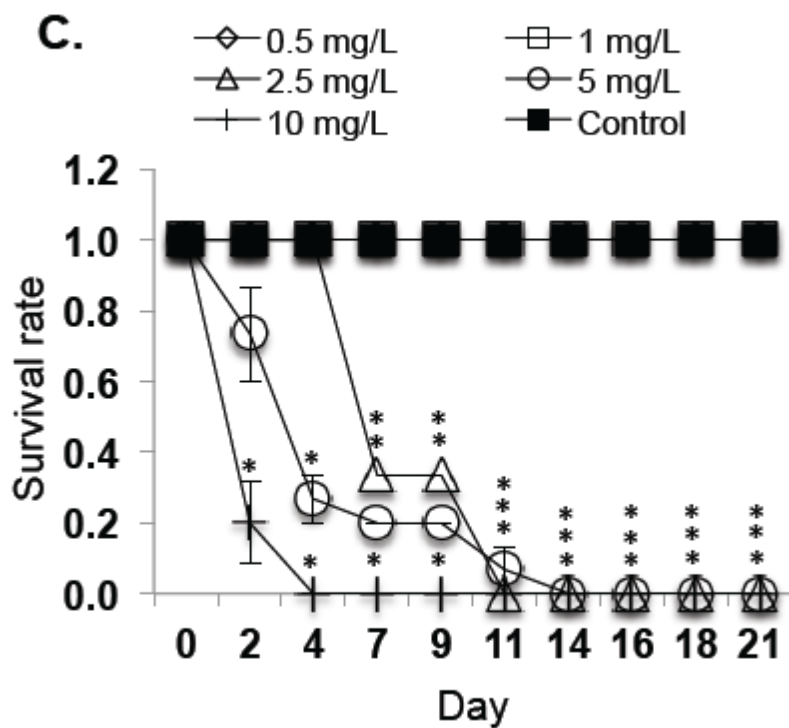 C.
0.5 mg/L 1 mg/L
2.5 mg/L 5 mg/L
10 mg/L Control
Survival rate
1.2
1.0
0.8
0.6
0.4
0.2
0.0
* * ** ** *** *** *** *** ***
* * *
0 2 4 7 9 11 14 16 18 21
Day